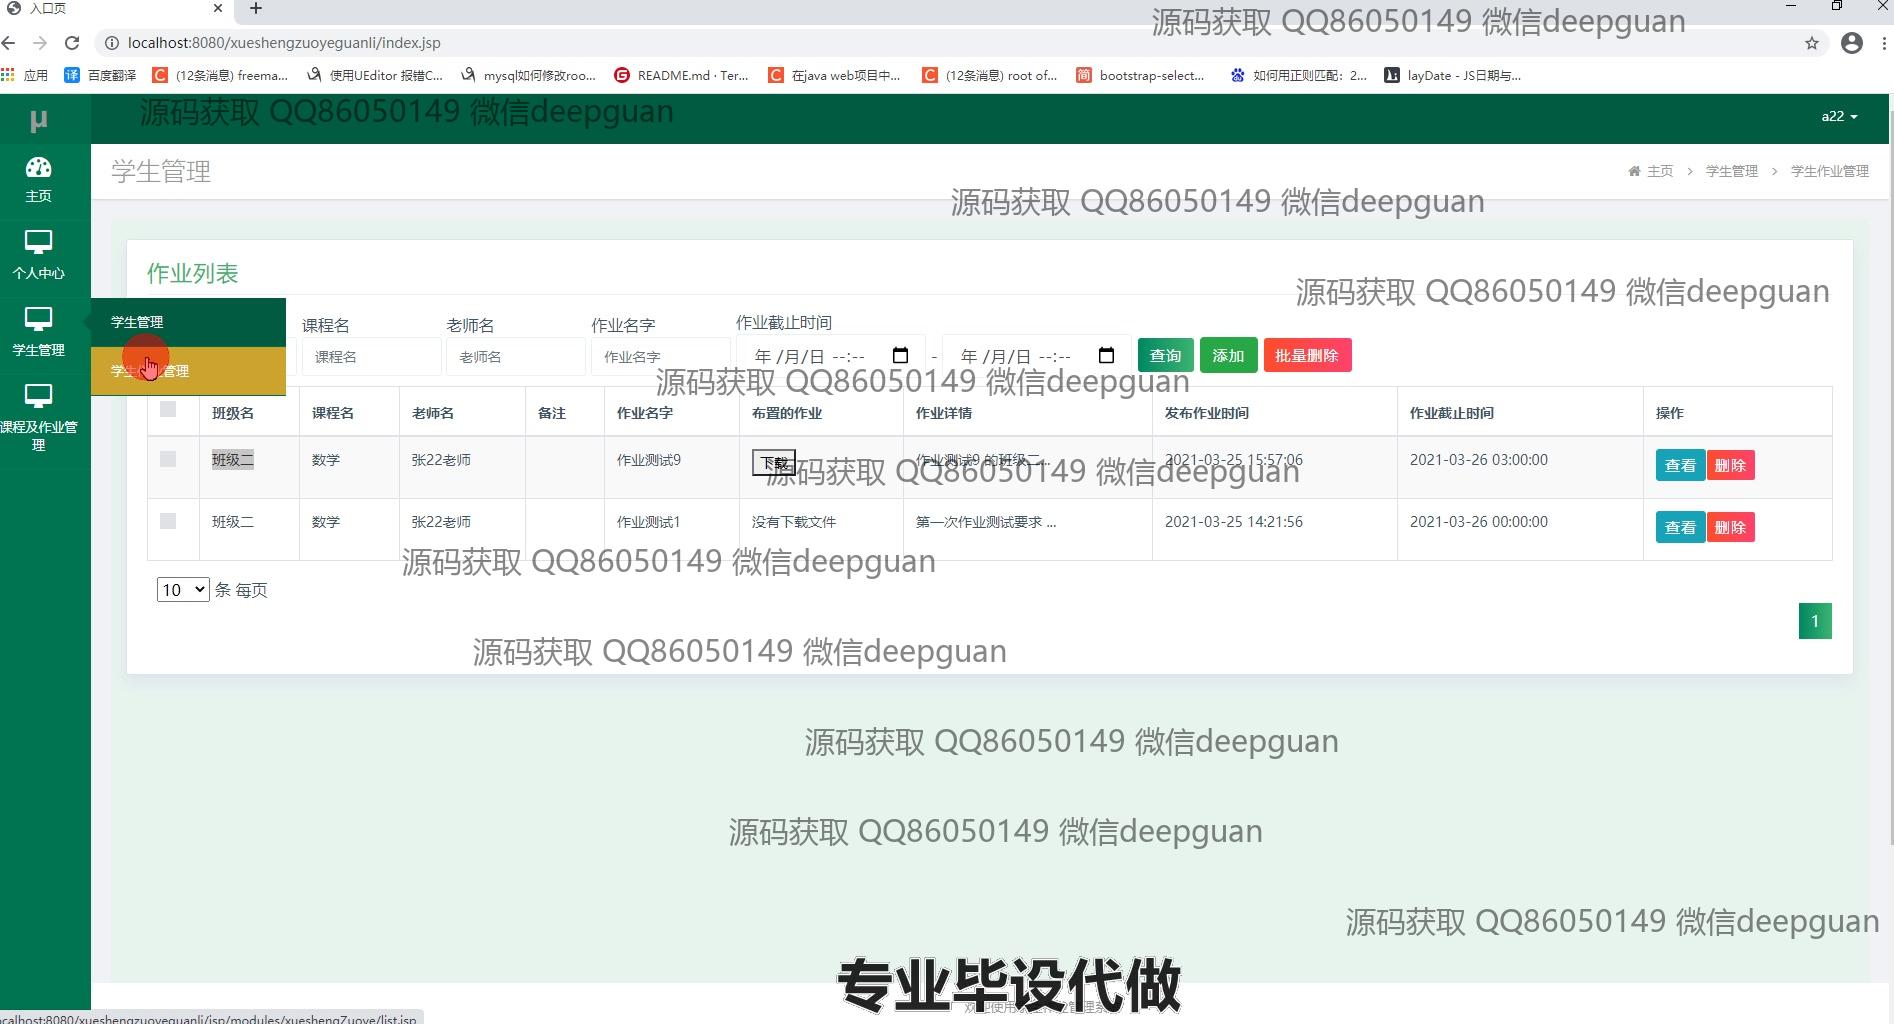 入口页
源码获取 QQ86050149 微信deepguan
localhost:8080/xueshengzuoyeguanli/index.jsp
应用 百度翻译 (12条消息) freema... 使用UEditor 报错C... mysql如何修改roo... README.md · Ter... 在java web项目中... (12条消息) root of... bootstrap-select... 如何用正则匹配：2... layDate - JS日期与...
源码获取 QQ86050149 微信deepguan
µ
a22
主页
学生管理
主页 > 学生管理 > 学生作业管理
源码获取 QQ86050149 微信deepguan
个人中心
作业列表
源码获取 QQ86050149 微信deepguan
学生管理
学生管理
课程名 老师名 作业名字 作业截止时间
课程名 老师名 作业名字 年 /月/日 --:-- - 年 /月/日 --:-- 查询 添加 批量删除
源码获取 QQ86050149 微信deepguan
课程及作业管理
班级名 课程名 老师名 备注 作业名字 布置的作业 作业详情 发布作业时间 作业截止时间 操作
班级二 数学 张22老师 作业测试9 下载 作业测试9 的班级二... 2021-03-25 15:57:06 2021-03-26 03:00:00 查看 删除
源码获取 QQ86050149 微信deepguan
班级二 数学 张22老师 作业测试1 没有下载文件 第一次作业测试要求 ... 2021-03-25 14:21:56 2021-03-26 00:00:00 查看 删除
源码获取 QQ86050149 微信deepguan
10 条 每页
1
源码获取 QQ86050149 微信deepguan
源码获取 QQ86050149 微信deepguan
源码获取 QQ86050149 微信deepguan
源码获取 QQ86050149 微信deepguan
专业毕设代做
calhost:8080/xueshengzuoyeguanli/jsp/modules/xueshengZuoye/list.jsp